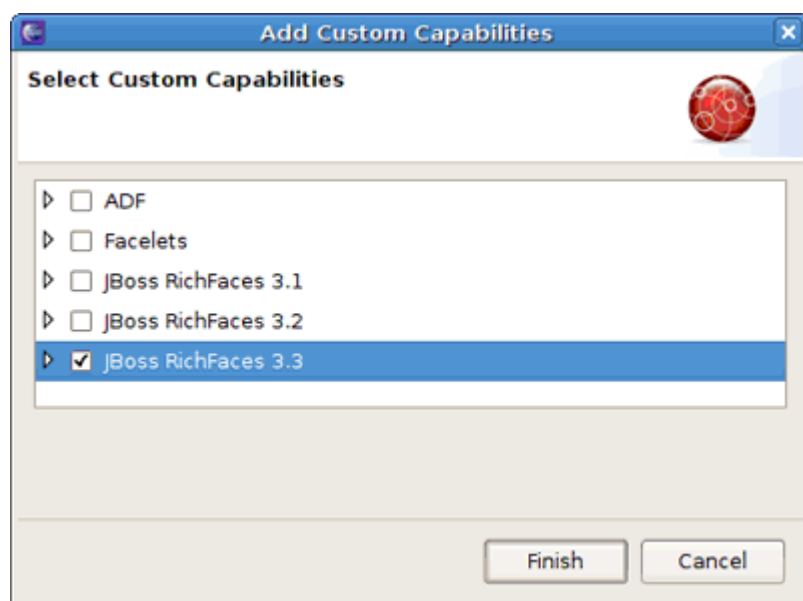 Add Custom Capabilities
Select Custom Capabilities
ADF
Facelets
JBoss RichFaces 3.1
JBoss RichFaces 3.2
JBoss RichFaces 3.3
Finish Cancel